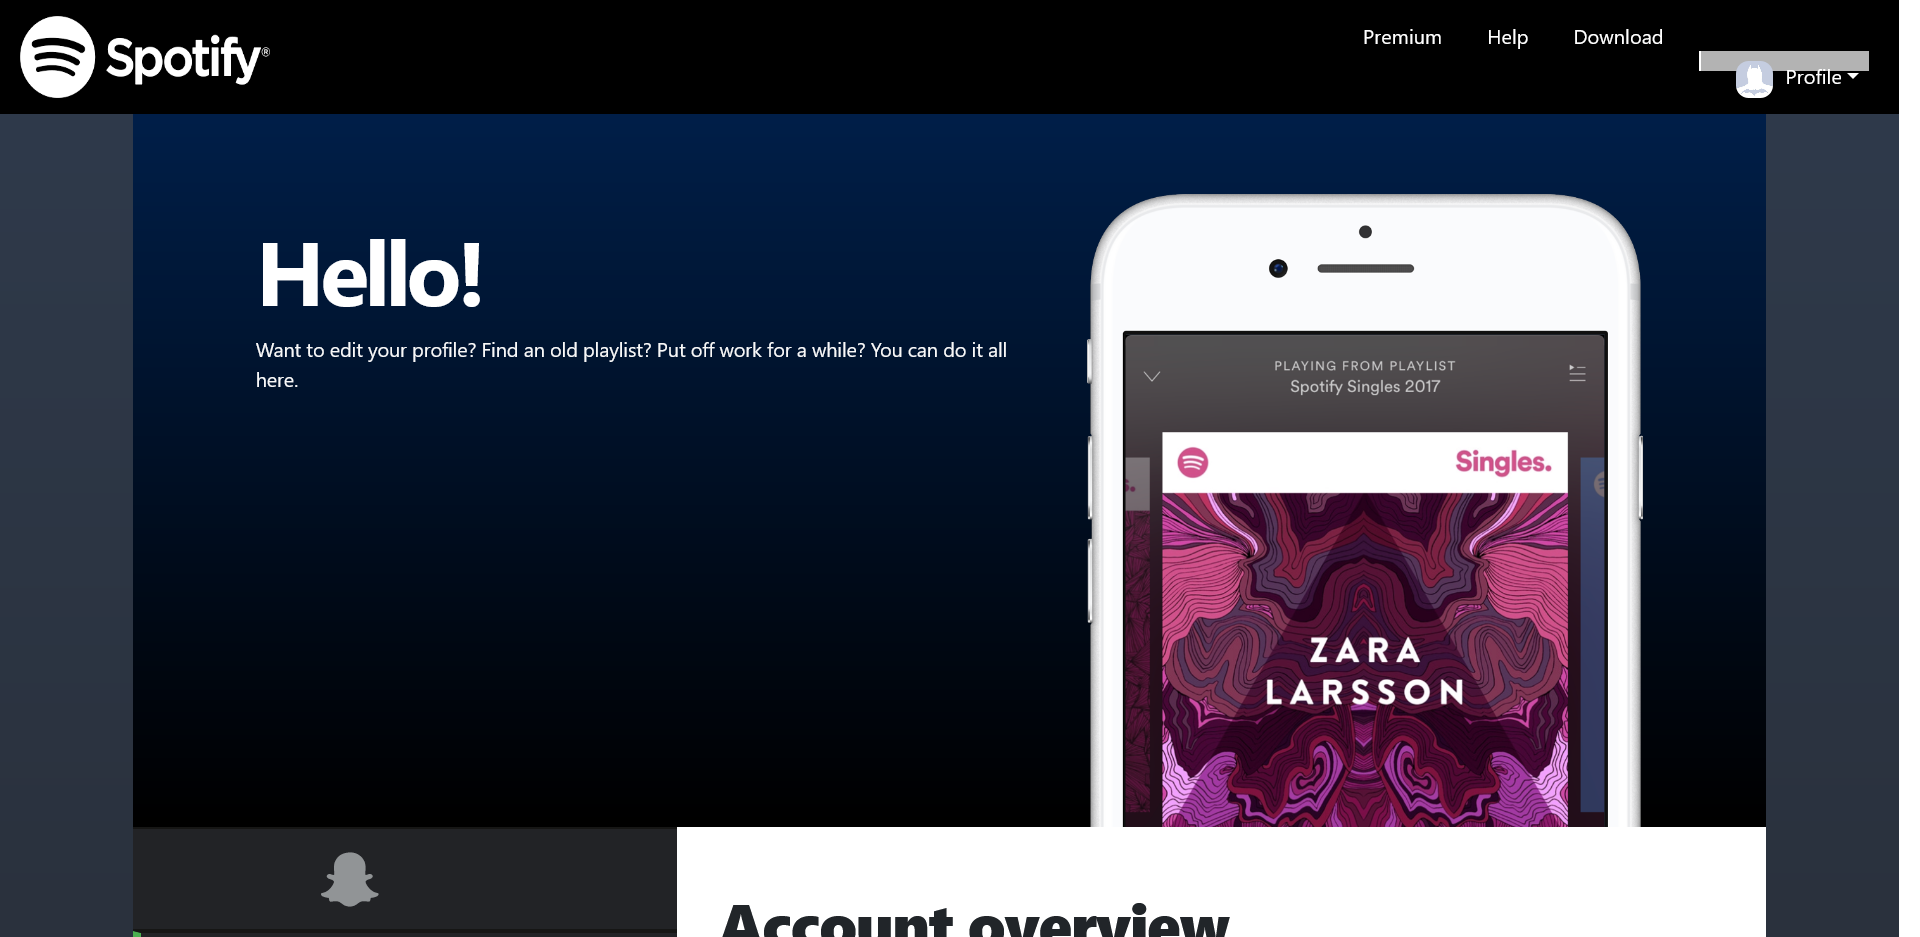 Spotify®
Premium
Help
Download
Profile
Hello!
Want to edit your profile? Find an old playlist? Put off work for a while? You can do it all
here.
PLAYING FROM PLAYLIST
Spotify Singles 2017
Singles.
ZARA
LARSSON
Account overview